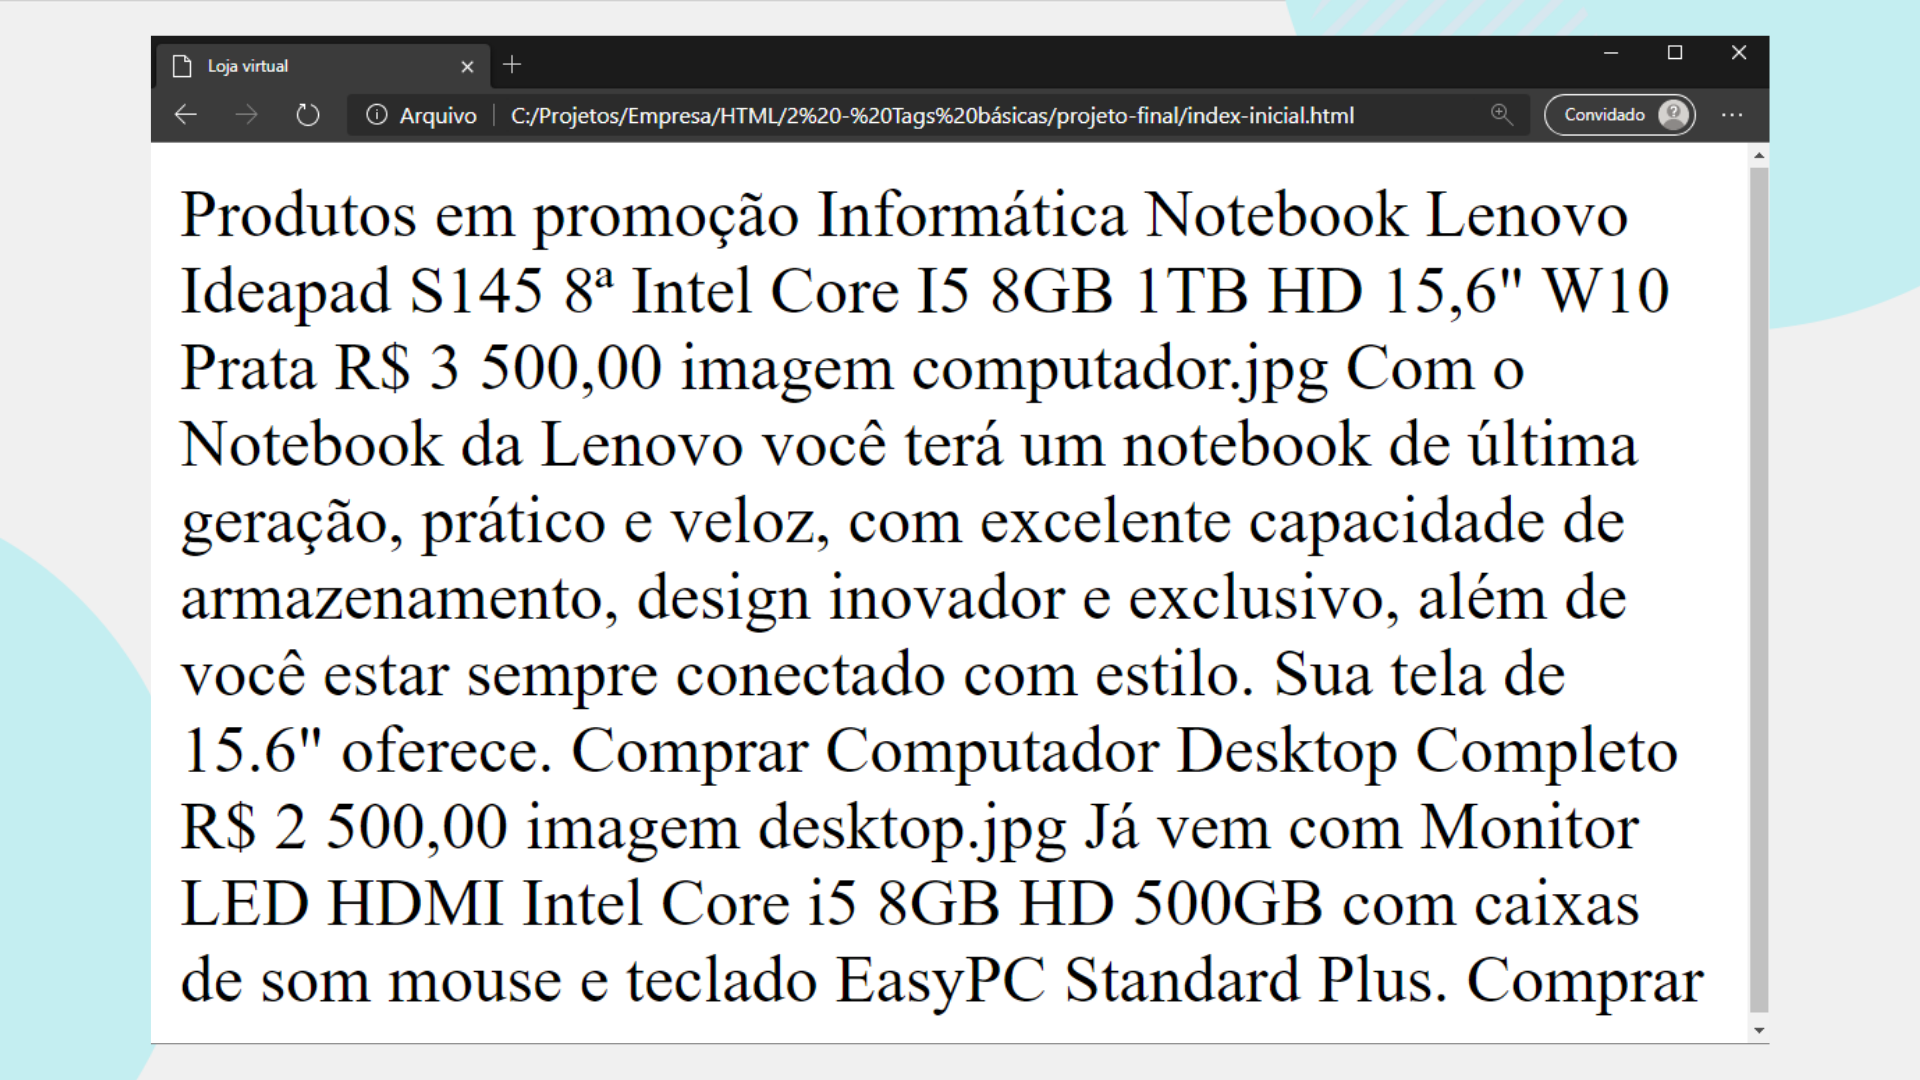 Loja virtual
Arquivo C:/Projetos/Empresa/HTML/2%20-%20Tags%20básicas/projeto-final/index-inicial.html Convidado
Produtos em promoção Informática Notebook Lenovo
Ideapad S145 8ª Intel Core I5 8GB 1TB HD 15,6" W10
Prata R$ 3 500,00 imagem computador.jpg Com o
Notebook da Lenovo você terá um notebook de última
geração, prático e veloz, com excelente capacidade de
armazenamento, design inovador e exclusivo, além de
você estar sempre conectado com estilo. Sua tela de
15.6" oferece. Comprar Computador Desktop Completo
R$ 2 500,00 imagem desktop.jpg Já vem com Monitor
LED HDMI Intel Core i5 8GB HD 500GB com caixas
de som mouse e teclado EasyPC Standard Plus. Comprar